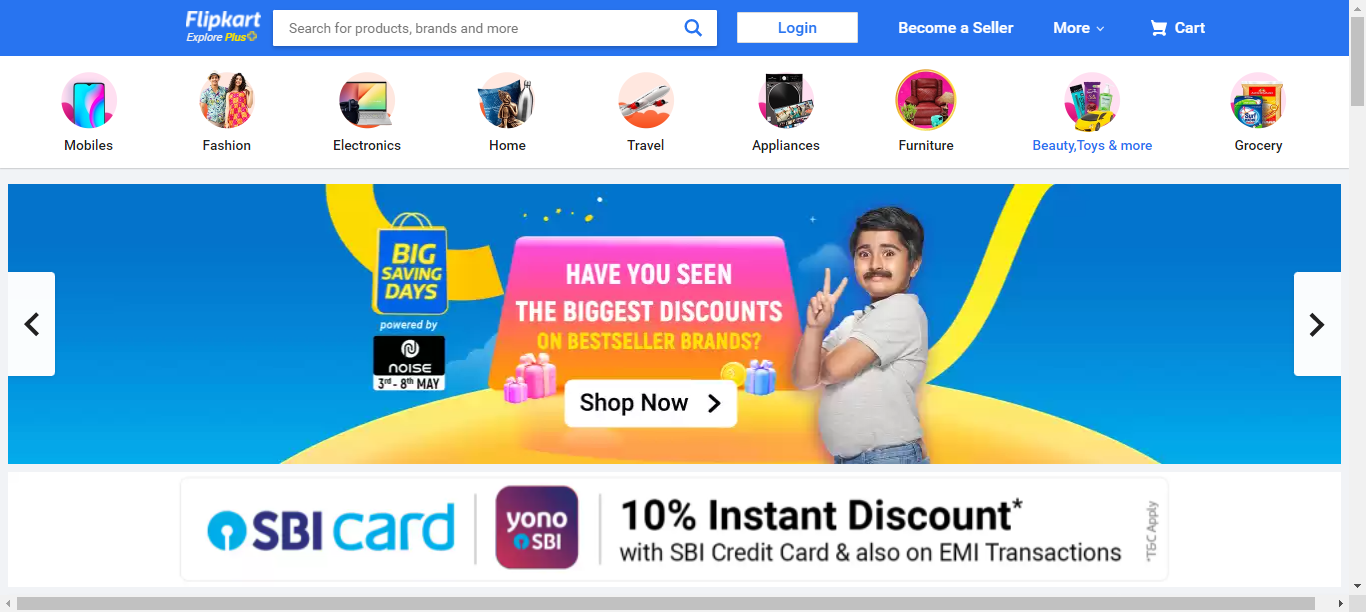 Flipkart
Explore Plus
Search for products, brands and more
Login
Become a Seller
More
Cart
Mobiles
Fashion
Electronics
Home
Travel
Appliances
Furniture
Beauty,Toys & more
Grocery
BIG
SAVING
DAYS
powered by
NOISE
3rd - 8th MAY
HAVE YOU SEEN
THE BIGGEST DISCOUNTS
ON BESTSELLER BRANDS?
Shop Now
SBI card
yono
SBI
10% Instant Discount*
with SBI Credit Card & also on EMI Transactions
*T&C Apply